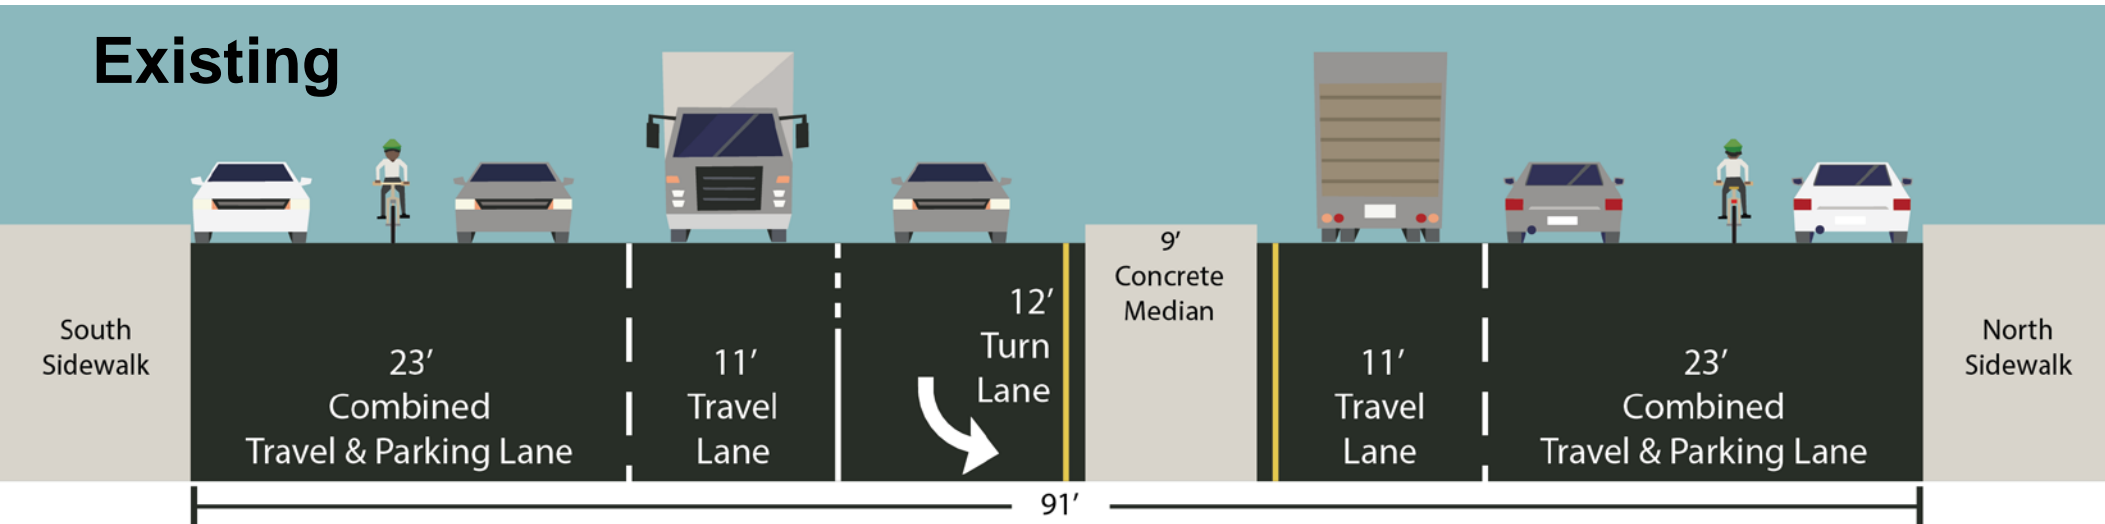 Existing
South
Sidewalk
23′
Combined
Travel & Parking Lane
11′
Travel
Lane
12′
Turn
Lane
9′
Concrete
Median
11′
Travel
Lane
23′
Combined
Travel & Parking Lane
North
Sidewalk
91′